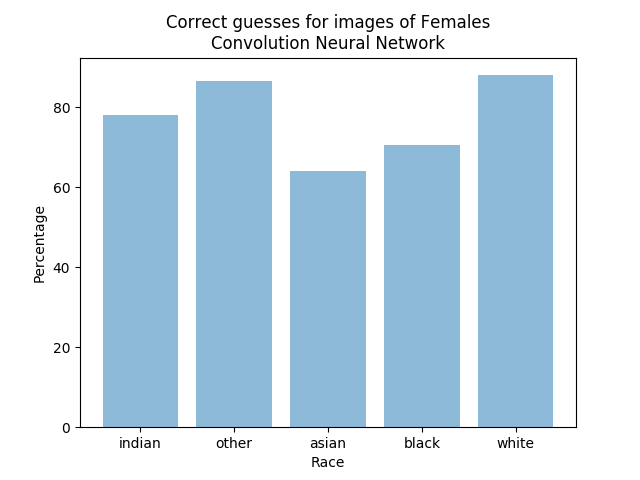 Correct guesses for images of Females
Convolution Neural Network
Percentage
80
60
40
20
0
indian other asian black white
Race